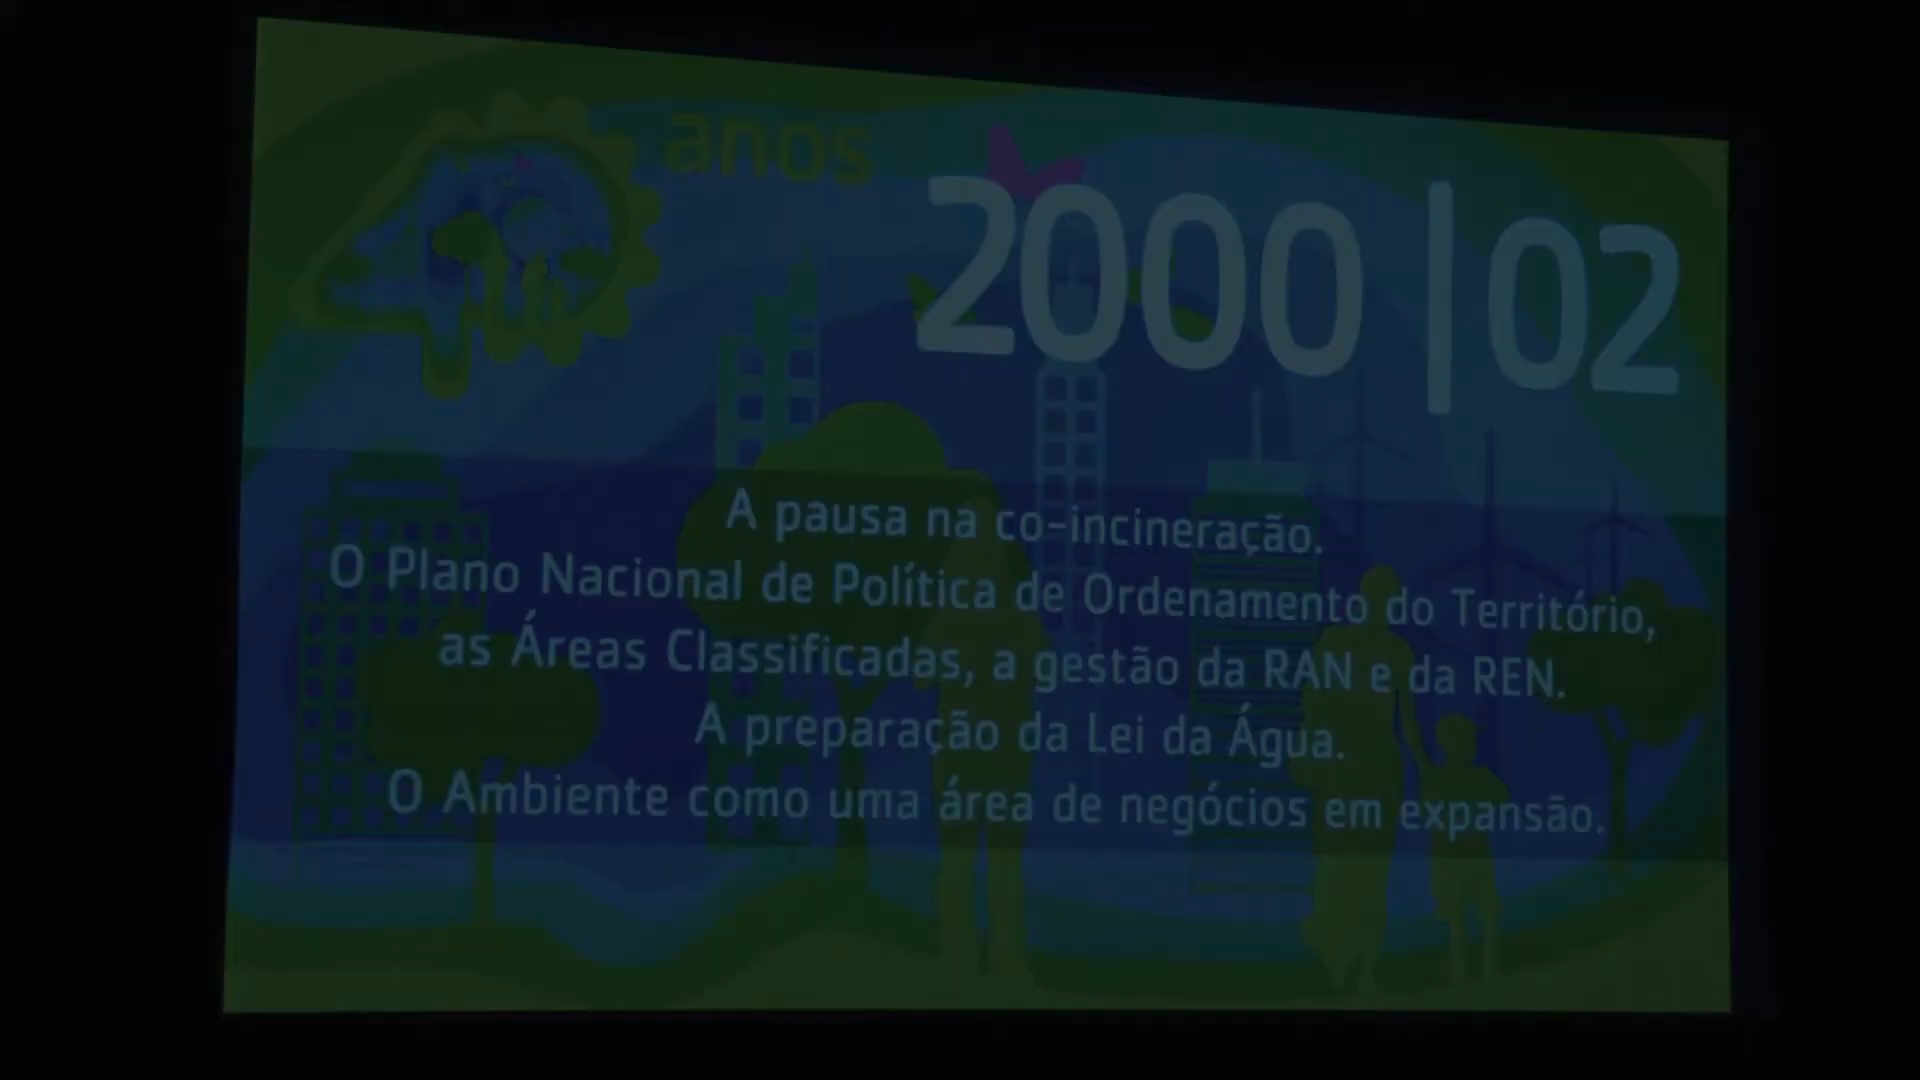 anos
2000 | 02
A pausa na co-incineração.
O Plano Nacional de Política de Ordenamento do Território,
as Áreas Classificadas, a gestão da RAN e da REN.
A preparação da Lei da Água.
O Ambiente como uma área de negócios em expansão.